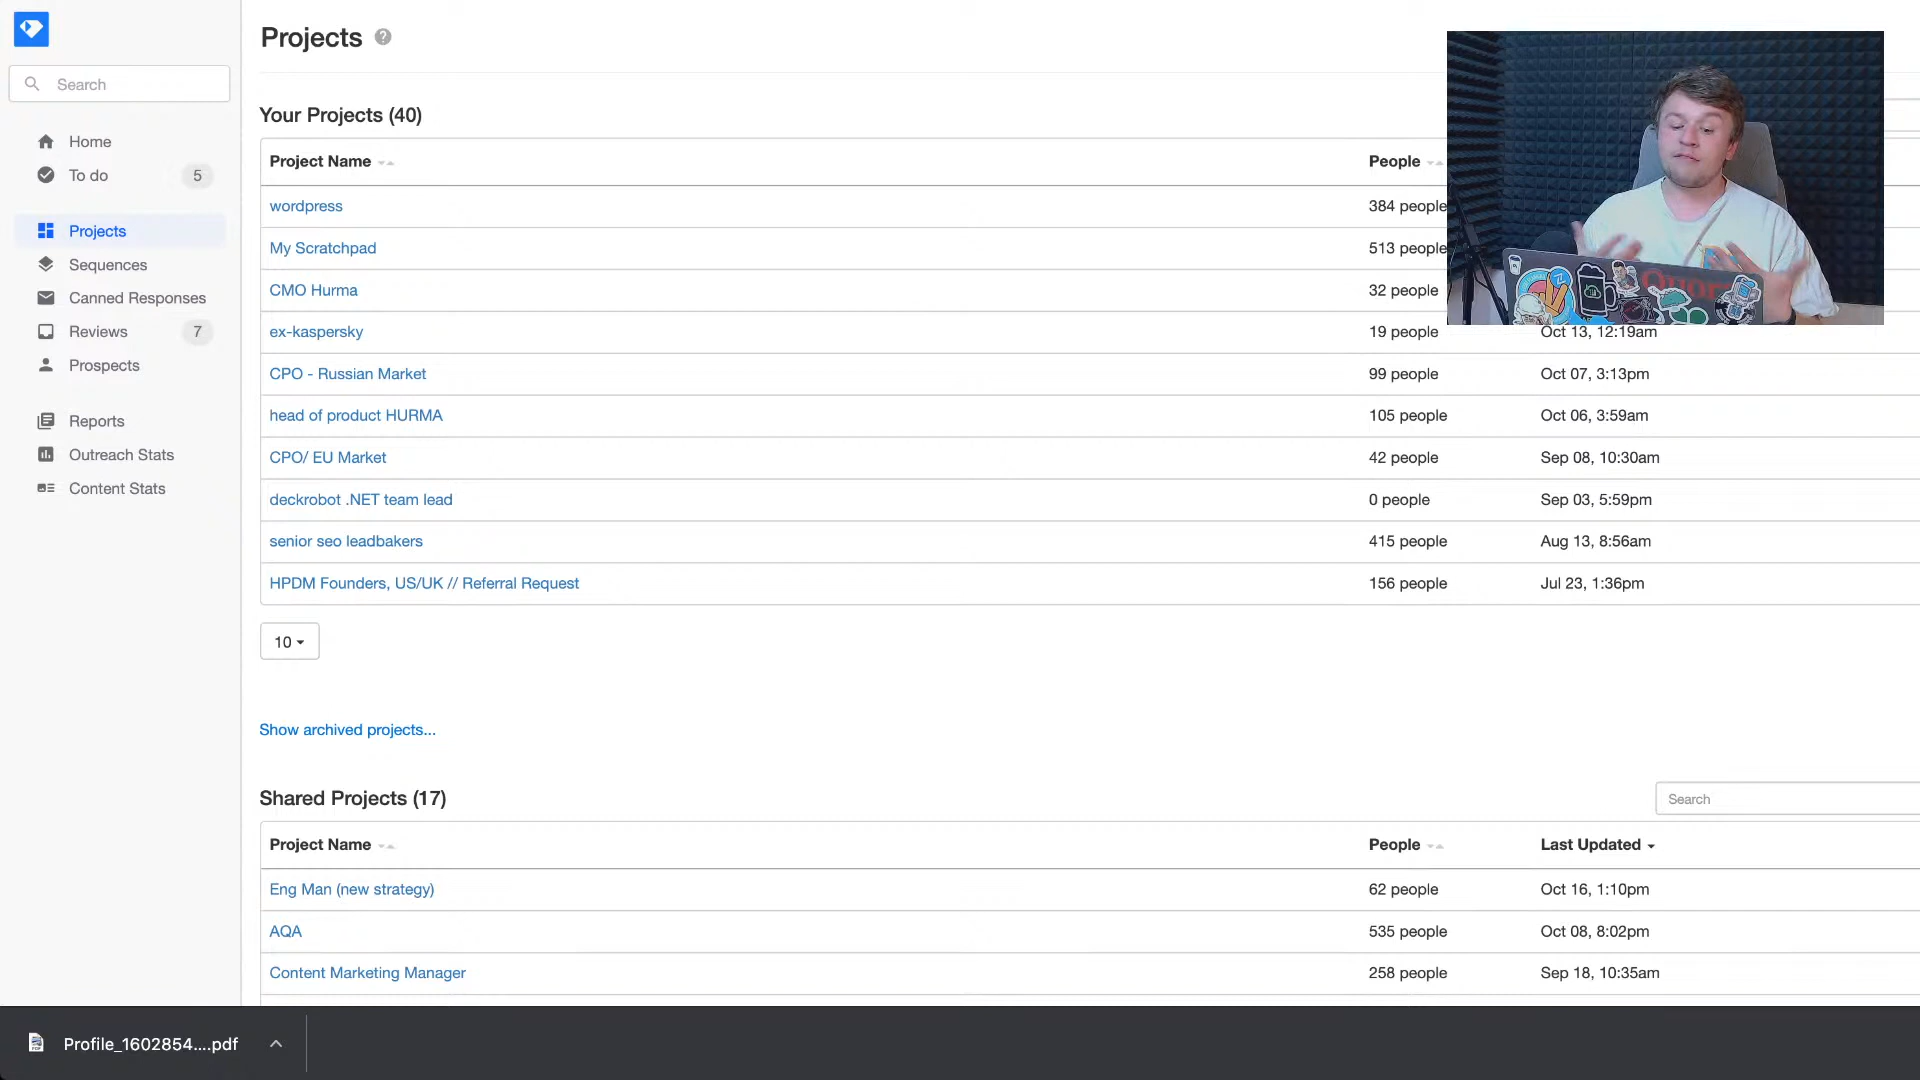 Projects
Search
Home
To do 5
Projects
Sequences
Canned Responses
Reviews 7
Prospects
Reports
Outreach Stats
Content Stats
Your Projects (40)
Project Name People
wordpress 384 people
My Scratchpad 513 people
CMO Hurma 32 people
ex-kaspersky 19 people Oct 13, 12:19am
CPO - Russian Market 99 people Oct 07, 3:13pm
head of product HURMA 105 people Oct 06, 3:59am
CPO/ EU Market 42 people Sep 08, 10:30am
deckrobot .NET team lead 0 people Sep 03, 5:59pm
senior seo leadbakers 415 people Aug 13, 8:56am
HPDM Founders, US/UK // Referral Request 156 people Jul 23, 1:36pm
10
Show archived projects...
Shared Projects (17)
Search
Project Name People Last Updated
Eng Man (new strategy) 62 people Oct 16, 1:10pm
AQA 535 people Oct 08, 8:02pm
Content Marketing Manager 258 people Sep 18, 10:35am
Profile_1602854....pdf